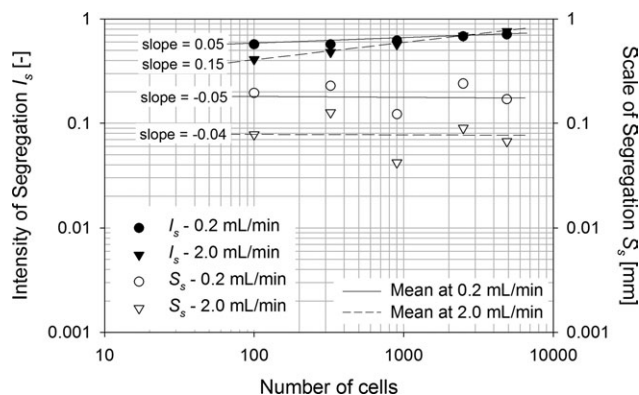 1
0.1
0.01
0.001
Intensity of Segregation Is [-]
slope = 0.05
slope = 0.15
slope = -0.05
slope = -0.04
Is - 0.2 mL/min
Is - 2.0 mL/min
Ss - 0.2 mL/min
Ss - 2.0 mL/min
Mean at 0.2 mL/min
Mean at 2.0 mL/min
1
0.1
0.01
0.001
Scale of Segregation Ss [mm]
10 100 1000 10000
Number of cells